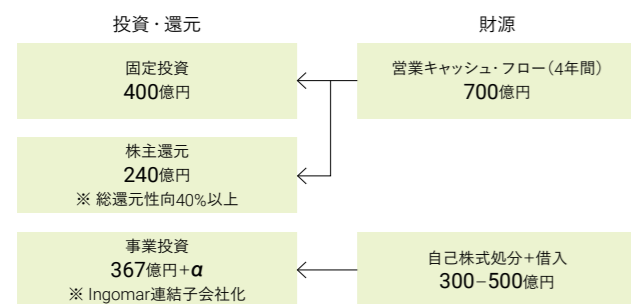 投資・還元
財源
固定投資
400億円
営業キャッシュ・フロー(4年間)
700億円
株主還元
240億円
※ 総還元性向40%以上
事業投資
367億円+α
※ Ingomar連結子会社化
自己株式処分+借入
300–500億円